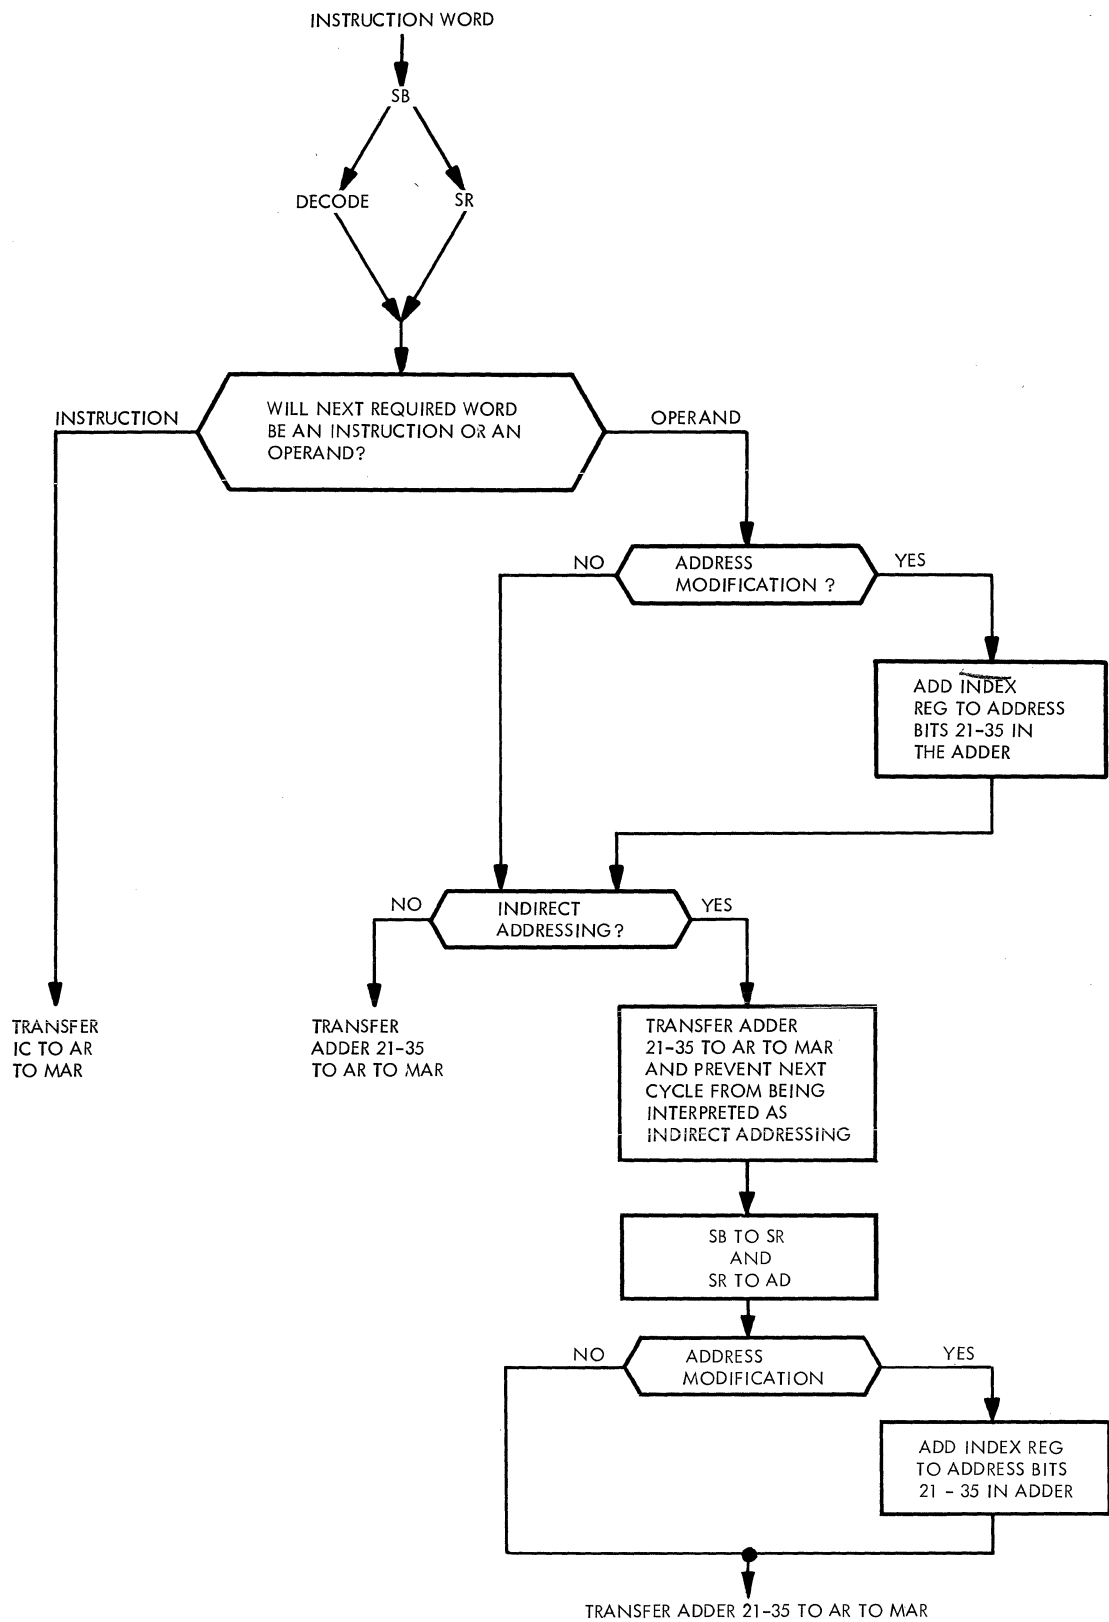 INSTRUCTION WORD
SB
DECODE
SR
WILL NEXT REQUIRED WORD
BE AN INSTRUCTION OR AN
OPERAND?
INSTRUCTION
OPERAND
ADDRESS
MODIFICATION ?
NO
YES
ADD INDEX
REG TO ADDRESS
BITS 21-35 IN
THE ADDER
INDIRECT
ADDRESSING?
NO
YES
TRANSFER
IC TO AR
TO MAR
TRANSFER
ADDER 21-35
TO AR TO MAR
TRANSFER ADDER
21-35 TO AR TO MAR
AND PREVENT NEXT
CYCLE FROM BEING
INTERPRETED AS
INDIRECT ADDRESSING
SB TO SR
AND
SR TO AD
ADDRESS
MODIFICATION
NO
YES
ADD INDEX REG
TO ADDRESS BITS
21 - 35 IN ADDER
TRANSFER ADDER 21-35 TO AR TO MAR